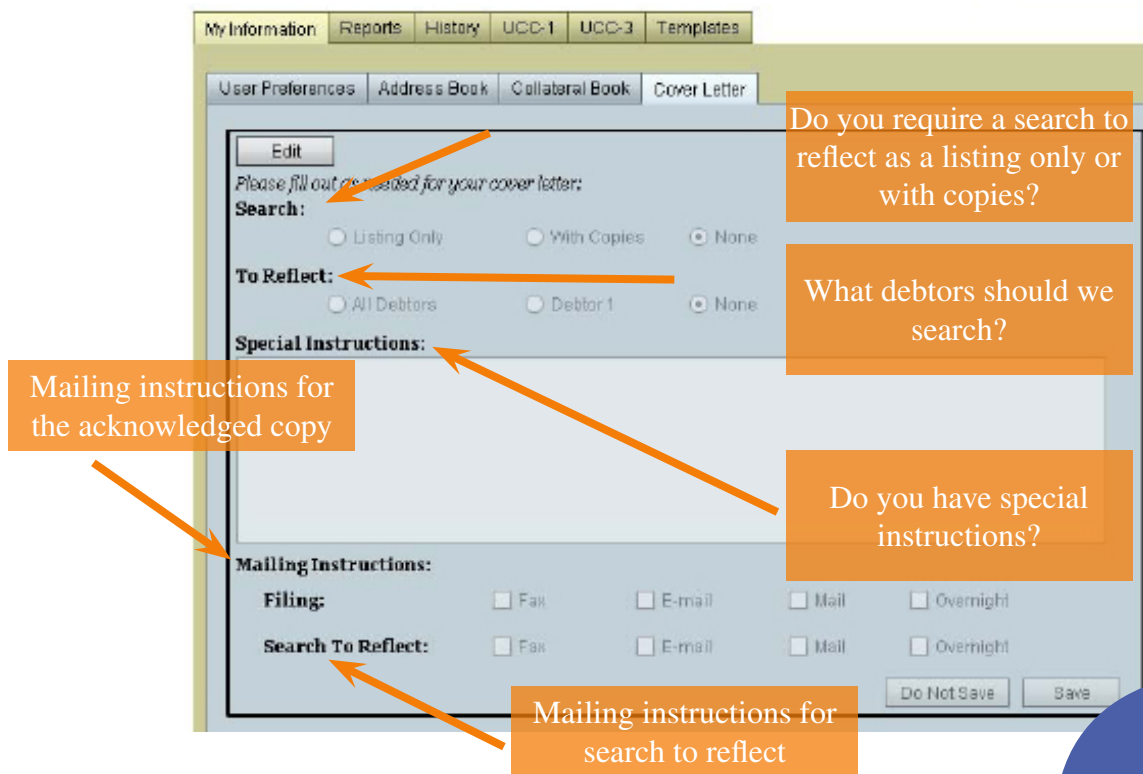 My Information Reports History UCC-1 UCC-3 Templates
User Preferences Address Book Collateral Book Cover Letter
Edit
Please fill out as needed for your cover letter:
Search:
Listing Only With Copies None
To Reflect:
All Debtors Debtor 1 None
Special Instructions:
Do you require a search to
reflect as a listing only or
with copies?
What debtors should we
search?
Mailing instructions for
the acknowledged copy
Do you have special
instructions?
Mailing Instructions:
Filing: Fax E-mail Mail Overnight
Search To Reflect: Fax E-mail Mail Overnight
Do Not Save Save
Mailing instructions for
search to reflect